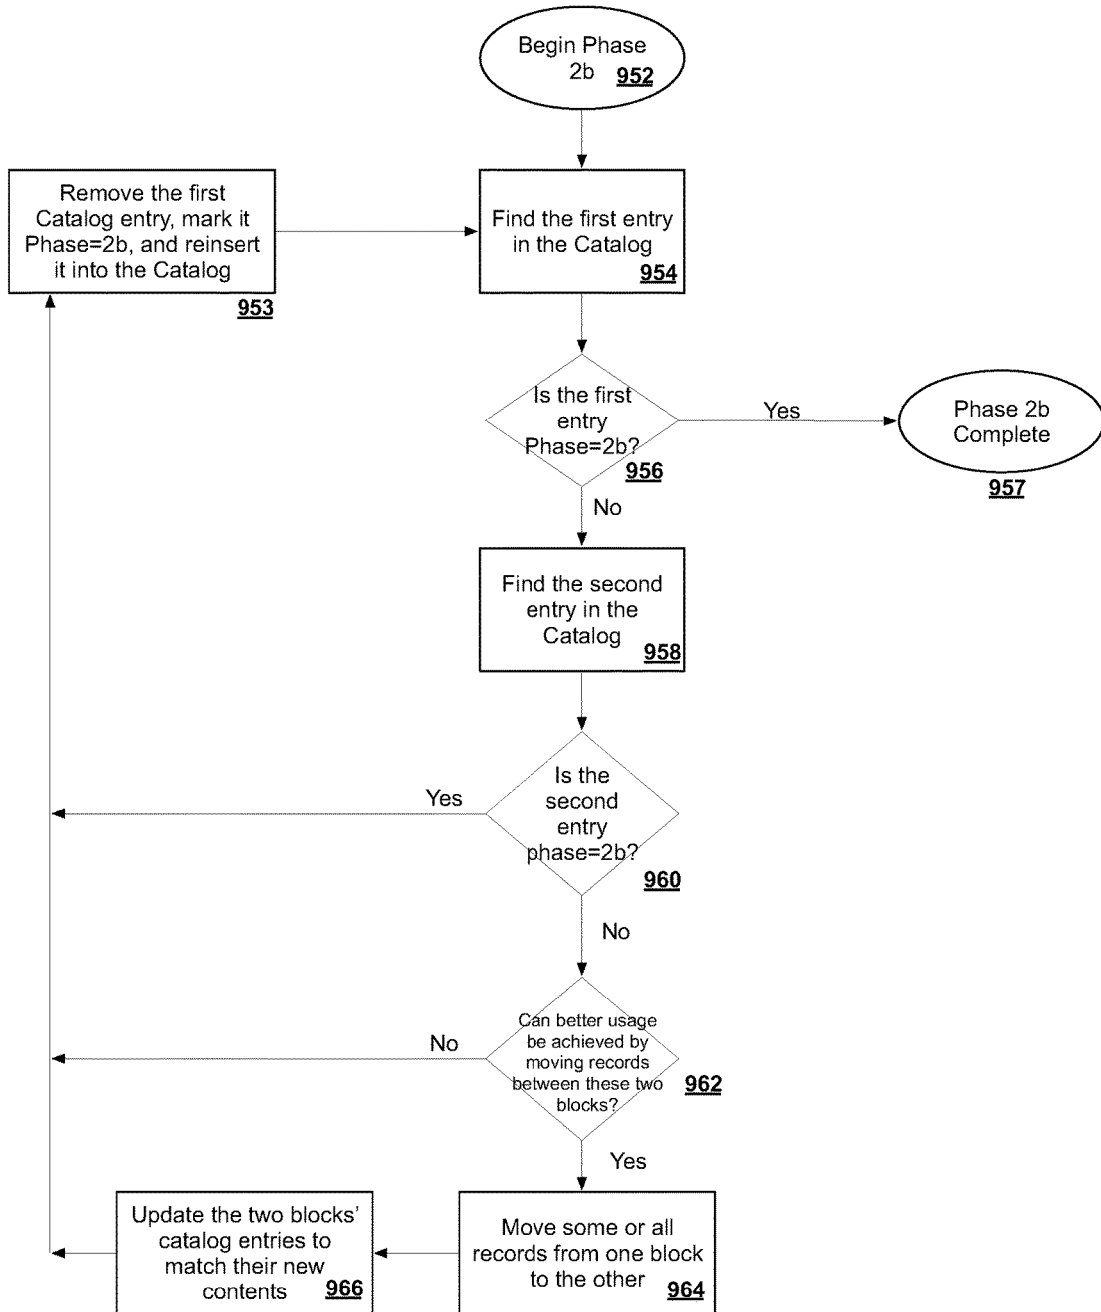 Begin Phase
2b 952
Remove the first
Catalog entry, mark it
Phase=2b, and reinsert
it into the Catalog
953
Find the first entry
in the Catalog
954
Is the first
entry
Phase=2b?
956
Yes
Phase 2b
Complete
957
No
Find the second
entry in the
Catalog
958
Is the
second
entry
phase=2b?
960
Yes
No
Can better usage
be achieved by
moving records
between these two
blocks?
962
No
Yes
Move some or all
records from one block
to the other 964
Update the two blocks'
catalog entries to
match their new
contents 966